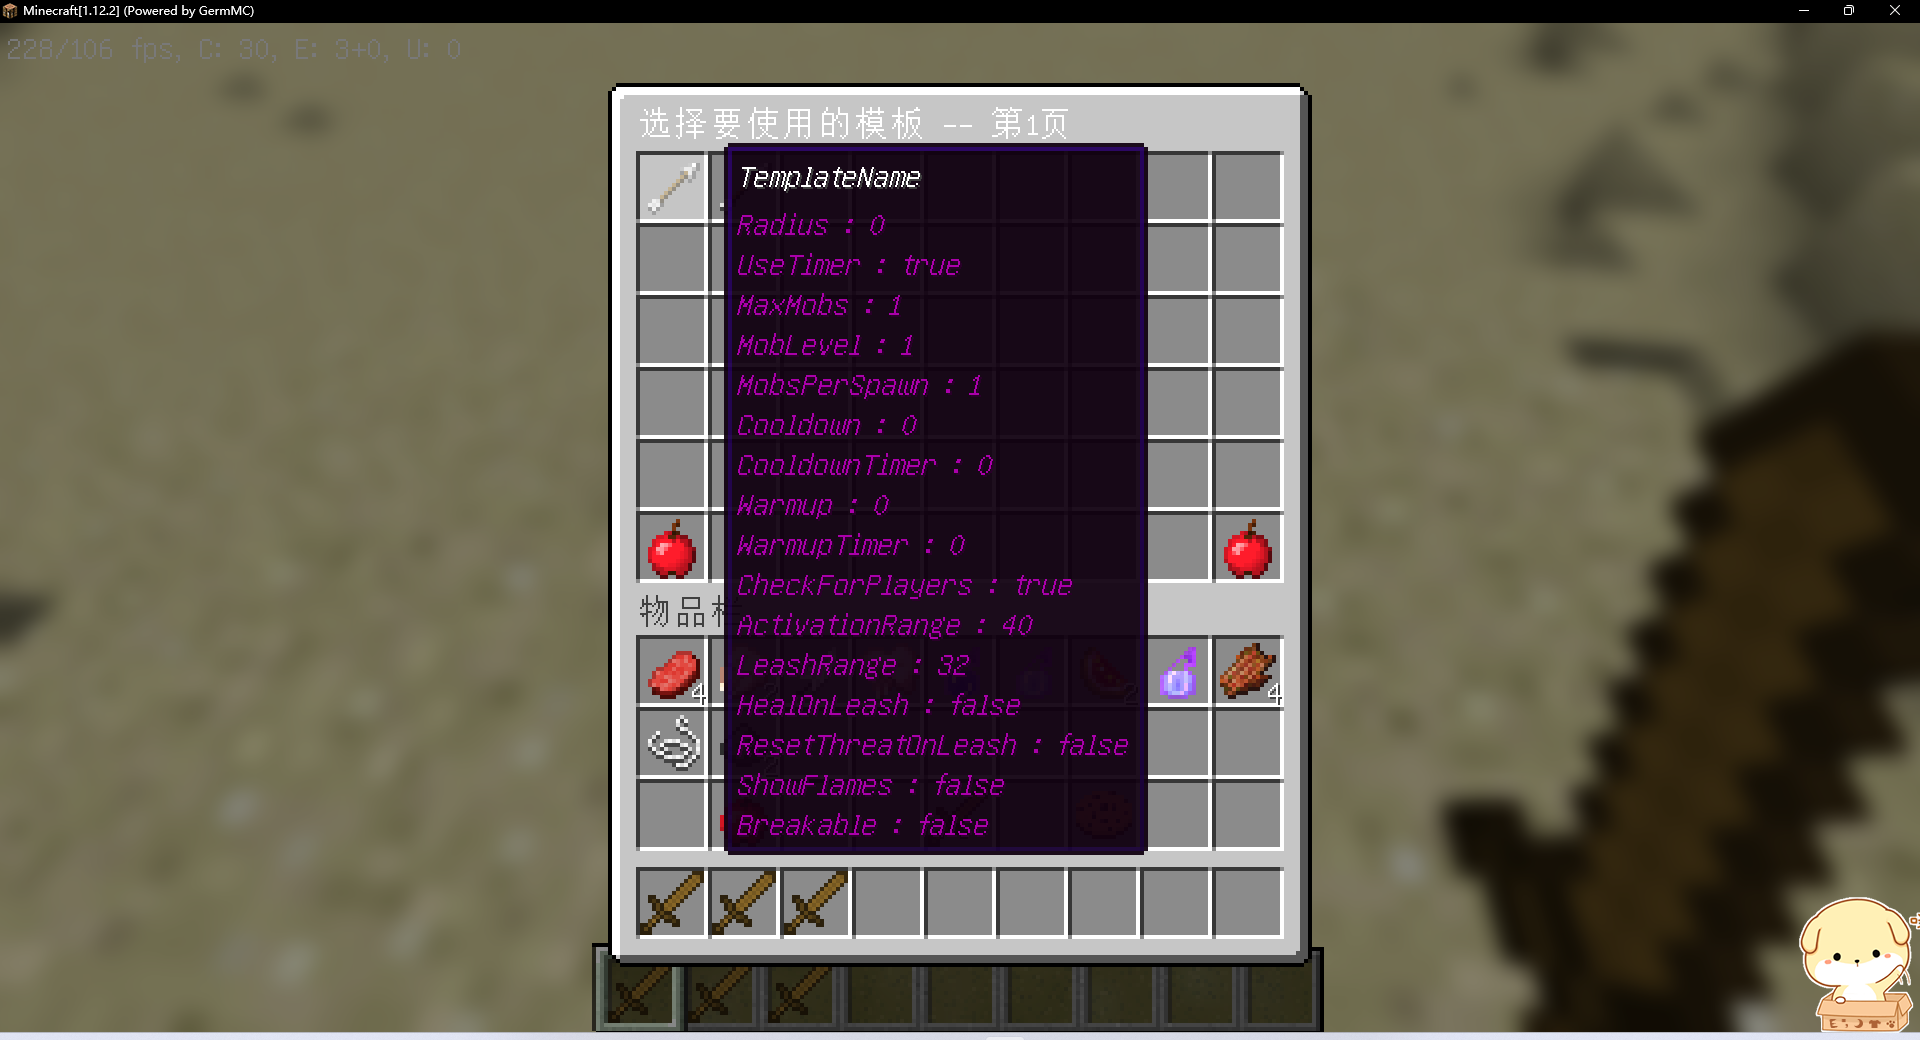 Minecraft[1.12.2] (Powered by GermMC)
228/106 fps, C: 30, E: 3+0, U: 0
选择要使用的模板 -- 第1页
TemplateName
Radius : 0
UseTimer : true
MaxMobs : 1
MobLevel : 1
MobsPerSpawn : 1
Cooldown : 0
CooldownTimer : 0
Warmup : 0
WarmupTimer : 0
CheckForPlayers : true
ActivationRange : 40
LeashRange : 32
HealOnLeash : false
ResetThreatOnLeash : false
ShowFlames : false
Breakable : false
物品
4
4